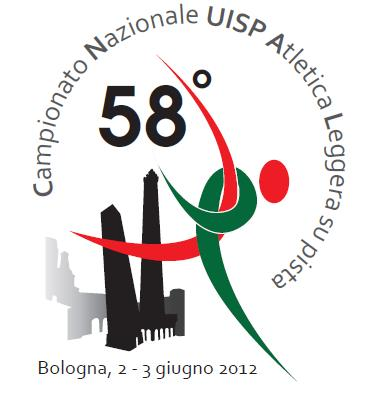 Campionato Nazionale UISP Atletica Leggera su pista
58°
Bologna, 2 - 3 giugno 2012